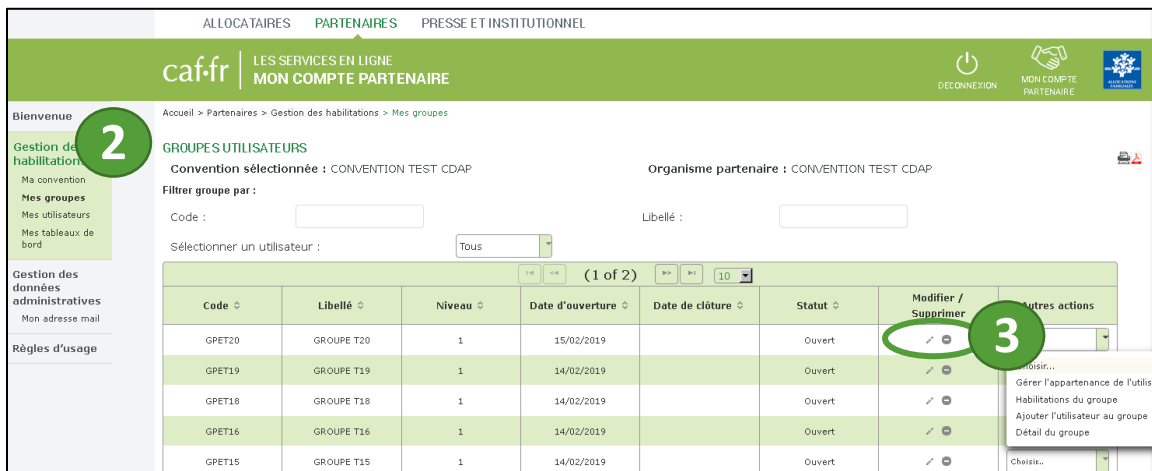 ALLOCATAIRES PARTENAIRES PRESSE ET INSTITUTIONNEL
caf.fr LES SERVICES EN LIGNE
MON COMPTE PARTENAIRE
DECONNEXION
MON COMPTE
PARTENAIRE
ALLOCATIONS
FAMILIALES
Bienvenue
Gestion de
habilitation
2
Ma convention
Mes groupes
Mes utilisateurs
Mes tableaux de
bord
Gestion des
données
administratives
Mon adresse mail
Règles d'usage
Accueil > Partenaires > Gestion des habilitations > Mes groupes
GROUPES UTILISATEURS
Convention sélectionnée : CONVENTION TEST CDAP Organisme partenaire : CONVENTION TEST CDAP
Filtrer groupe par :
Code : Libellé :
Sélectionner un utilisateur : Tous
(1 of 2) 10
Code Libellé Niveau Date d'ouverture Date de clôture Statut Modifier / Supprimer Autres actions
GPET20 GROUPE T20 1 15/02/2019 Ouvert
3
GPET19 GROUPE T19 1 14/02/2019 Ouvert
GPET18 GROUPE T18 1 14/02/2019 Ouvert
GPET16 GROUPE T16 1 14/02/2019 Ouvert
GPET15 GROUPE T15 1 14/02/2019 Ouvert Choisir...
Choisir...
Gérer l'appartenance de l'utilis
Habilitations du groupe
Ajouter l'utilisateur au groupe
Détail du groupe